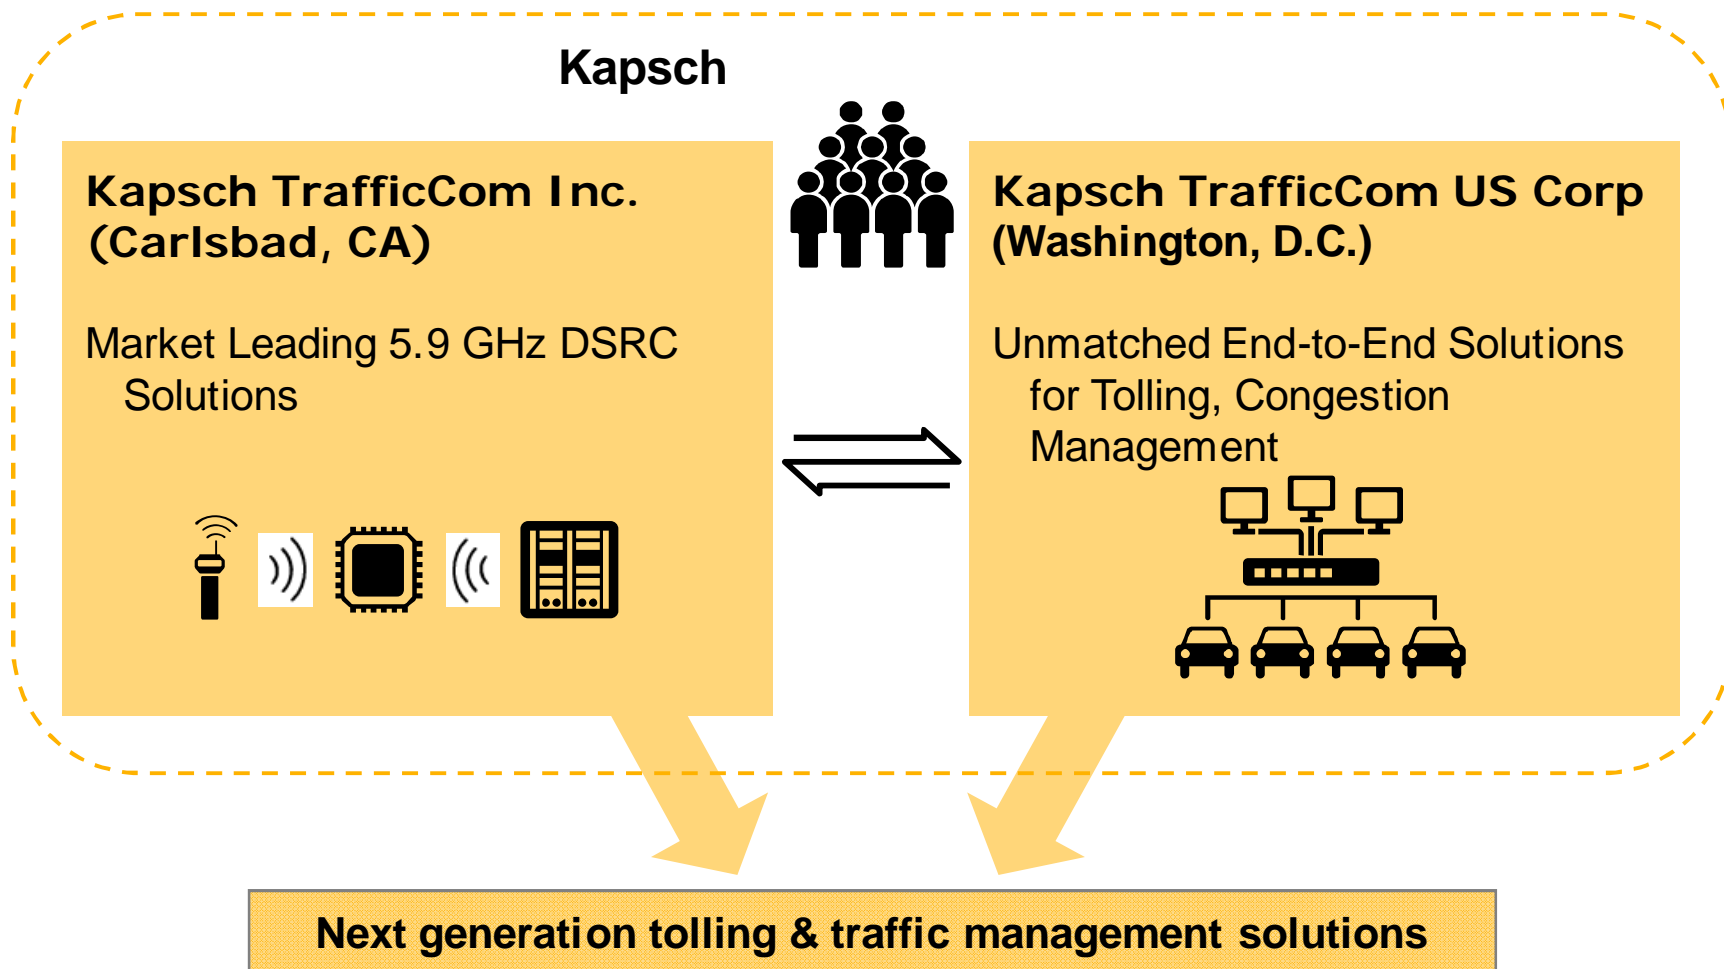 Kapsch
Kapsch TrafficCom Inc.
(Carlsbad, CA)
Market Leading 5.9 GHz DSRC
Solutions
Kapsch TrafficCom US Corp
(Washington, D.C.)
Unmatched End-to-End Solutions
for Tolling, Congestion
Management
Next generation tolling & traffic management solutions